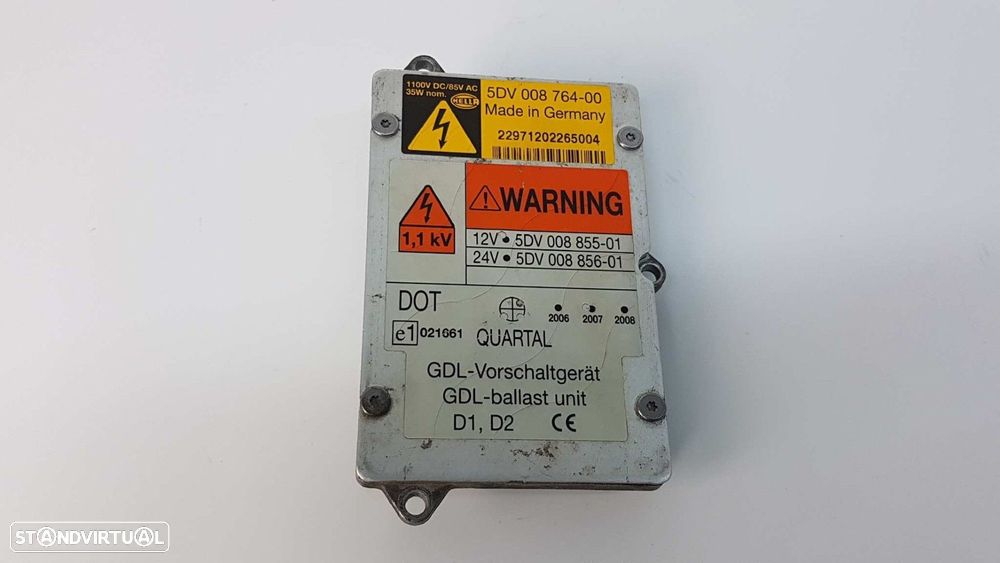 1100V DC/85V AC
35W nom.
HELLA
5DV 008 764-00
Made in Germany
22971202265004
WARNING
1,1 kV
12V • 5DV 008 855-01
24V • 5DV 008 856-01
DOT
2006 2007 2008
e1 021661 QUARTAL
GDL-Vorschaltgerät
GDL-ballast unit
D1, D2 CE
STANDVIRTUAL